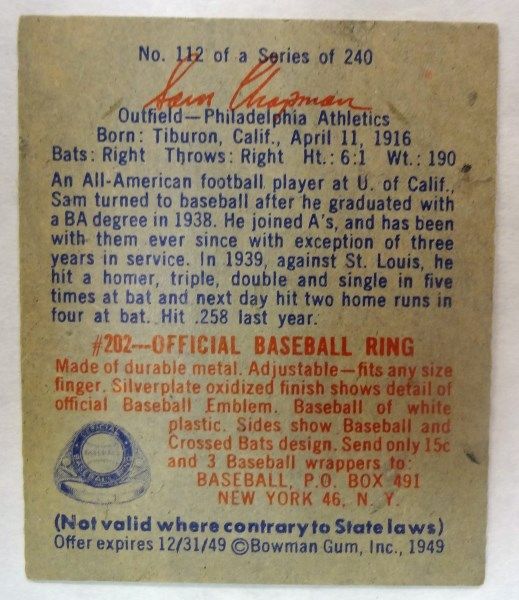 No. 112 of a Series of 240
Sam Chapman
Outfield—Philadelphia Athletics
Born: Tiburon, Calif., April 11, 1916
Bats: Right Throws: Right Ht.: 6:1 Wt.: 190
An All-American football player at U. of Calif.,
Sam turned to baseball after he graduated with
a BA degree in 1938. He joined A's, and has been
with them ever since with exception of three
years in service. In 1939, against St. Louis, he
hit a homer, triple, double and single in five
times at bat and next day hit two home runs in
four at bat. Hit .258 last year.
#202—OFFICIAL BASEBALL RING
Made of durable metal. Adjustable—fits any size
finger. Silverplate oxidized finish shows detail of
official Baseball Emblem. Baseball of white
plastic. Sides show Baseball and
Crossed Bats design. Send only 15c
and 3 Baseball wrappers to:
BASEBALL, P.O. BOX 491
NEW YORK 46, N. Y.
OFFICIAL
BASEBALL
BASEBALL RING
(Not valid where contrary to State laws)
Offer expires 12/31/49 ©Bowman Gum, Inc., 1949